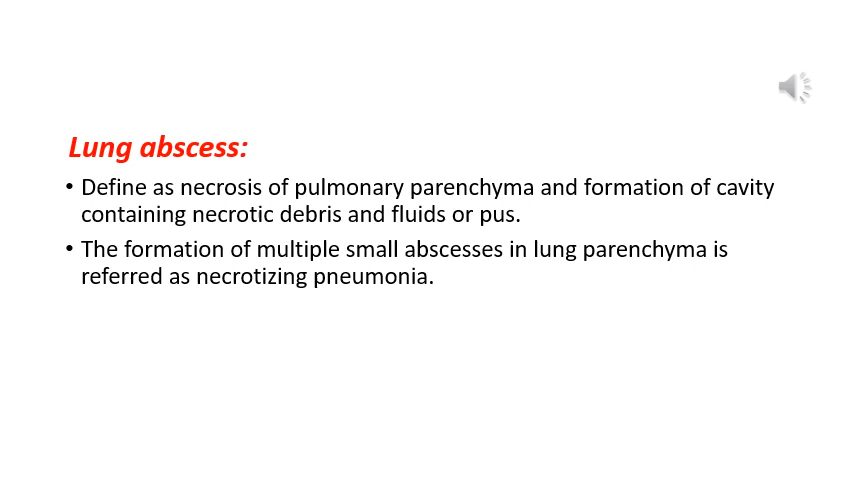 Lung abscess:
• Define as necrosis of pulmonary parenchyma and formation of cavity
containing necrotic debris and fluids or pus.
• The formation of multiple small abscesses in lung parenchyma is
referred as necrotizing pneumonia.